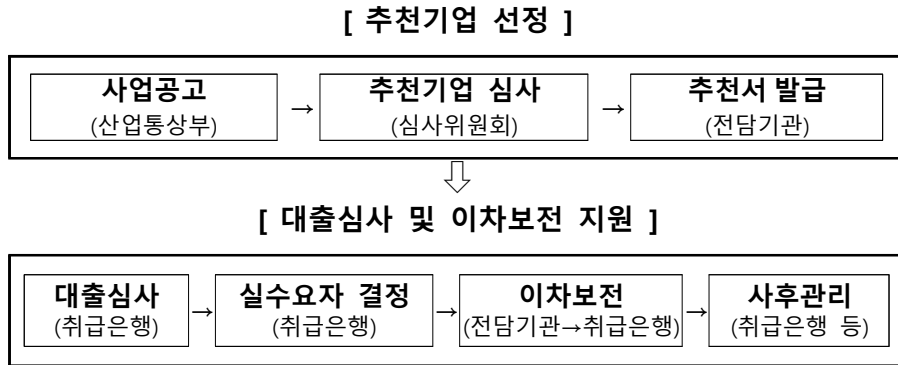 [ 추천기업 선정 ]
사업공고 → 추천기업 심사 → 추천서 발급
(산업통상부) (심사위원회) (전담기관)
[ 대출심사 및 이차보전 지원 ]
대출심사 → 실수요자 결정 → 이차보전 → 사후관리
(취급은행) (취급은행) (전담기관→취급은행) (취급은행 등)